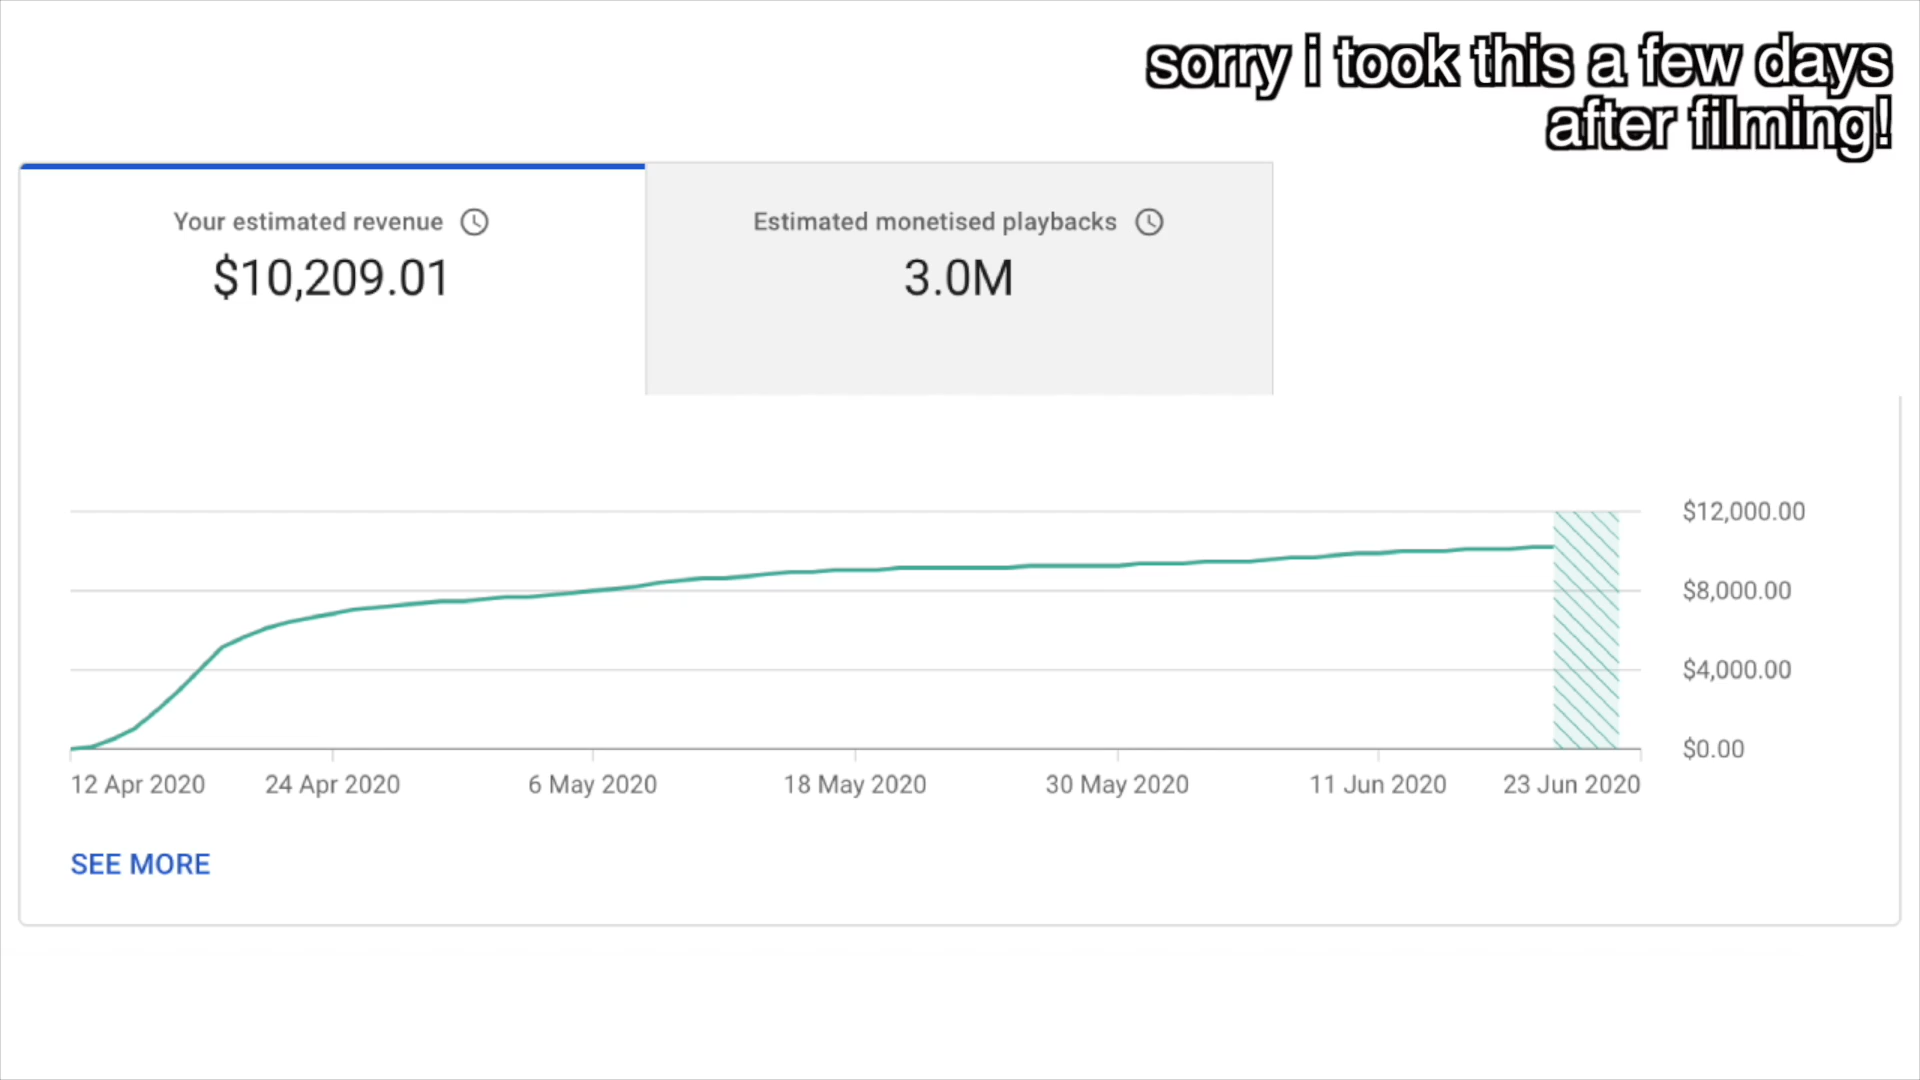 sorry i took this a few days
after filming!
Your estimated revenue
$10,209.01
Estimated monetised playbacks
3.0M
$12,000.00
$8,000.00
$4,000.00
$0.00
12 Apr 2020
24 Apr 2020
6 May 2020
18 May 2020
30 May 2020
11 Jun 2020
23 Jun 2020
SEE MORE